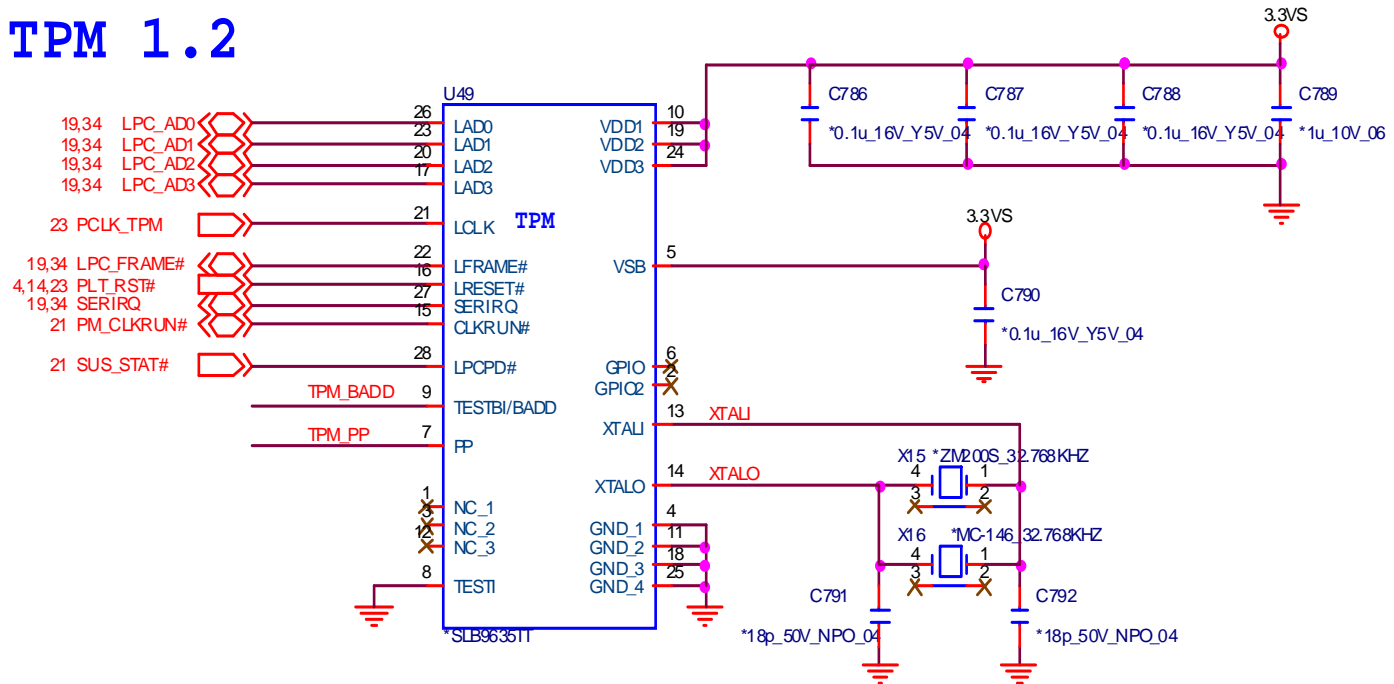 TPM 1.2
U49
19,34 LPC_AD0 26 LAD0
19,34 LPC_AD1 23 LAD1
19,34 LPC_AD2 20 LAD2
19,34 LPC_AD3 17 LAD3
23 PCLK_TPM 21 LCLK
TPM
19,34 LPC_FRAME# 22 LFRAME#
4,14,23 PLT_RST# 16 LRESET#
19,34 SERIRQ 27 SERIRQ
21 PM_CLKRUN# 15 CLKRUN#
21 SUS_STAT# 28 LPCPD#
TPM_BADD 9 TESTBI/BADD
TPM_PP 7 PP
1 NC_1
3 NC_2
12 NC_3
8 TESTI
VDD1 10
VDD2 19
VDD3 24
VSB 5
GPIO 6
GPIO2 2
XTALI 13 XTALI
XTALO 14 XTALO
GND_1 4
GND_2 11
GND_3 18
GND_4 25
*SLB9635TT
3.3VS
C786
*0.1u_16V_Y5V_04
C787
*0.1u_16V_Y5V_04
C788
*0.1u_16V_Y5V_04
C789
*1u_10V_06
3.3VS
C790
*0.1u_16V_Y5V_04
X15 *ZM200S_32.768KHZ
4 1
3 2
X16 *MC-146_32.768KHZ
4 1
3 2
C791
*18p_50V_NPO_04
C792
*18p_50V_NPO_04